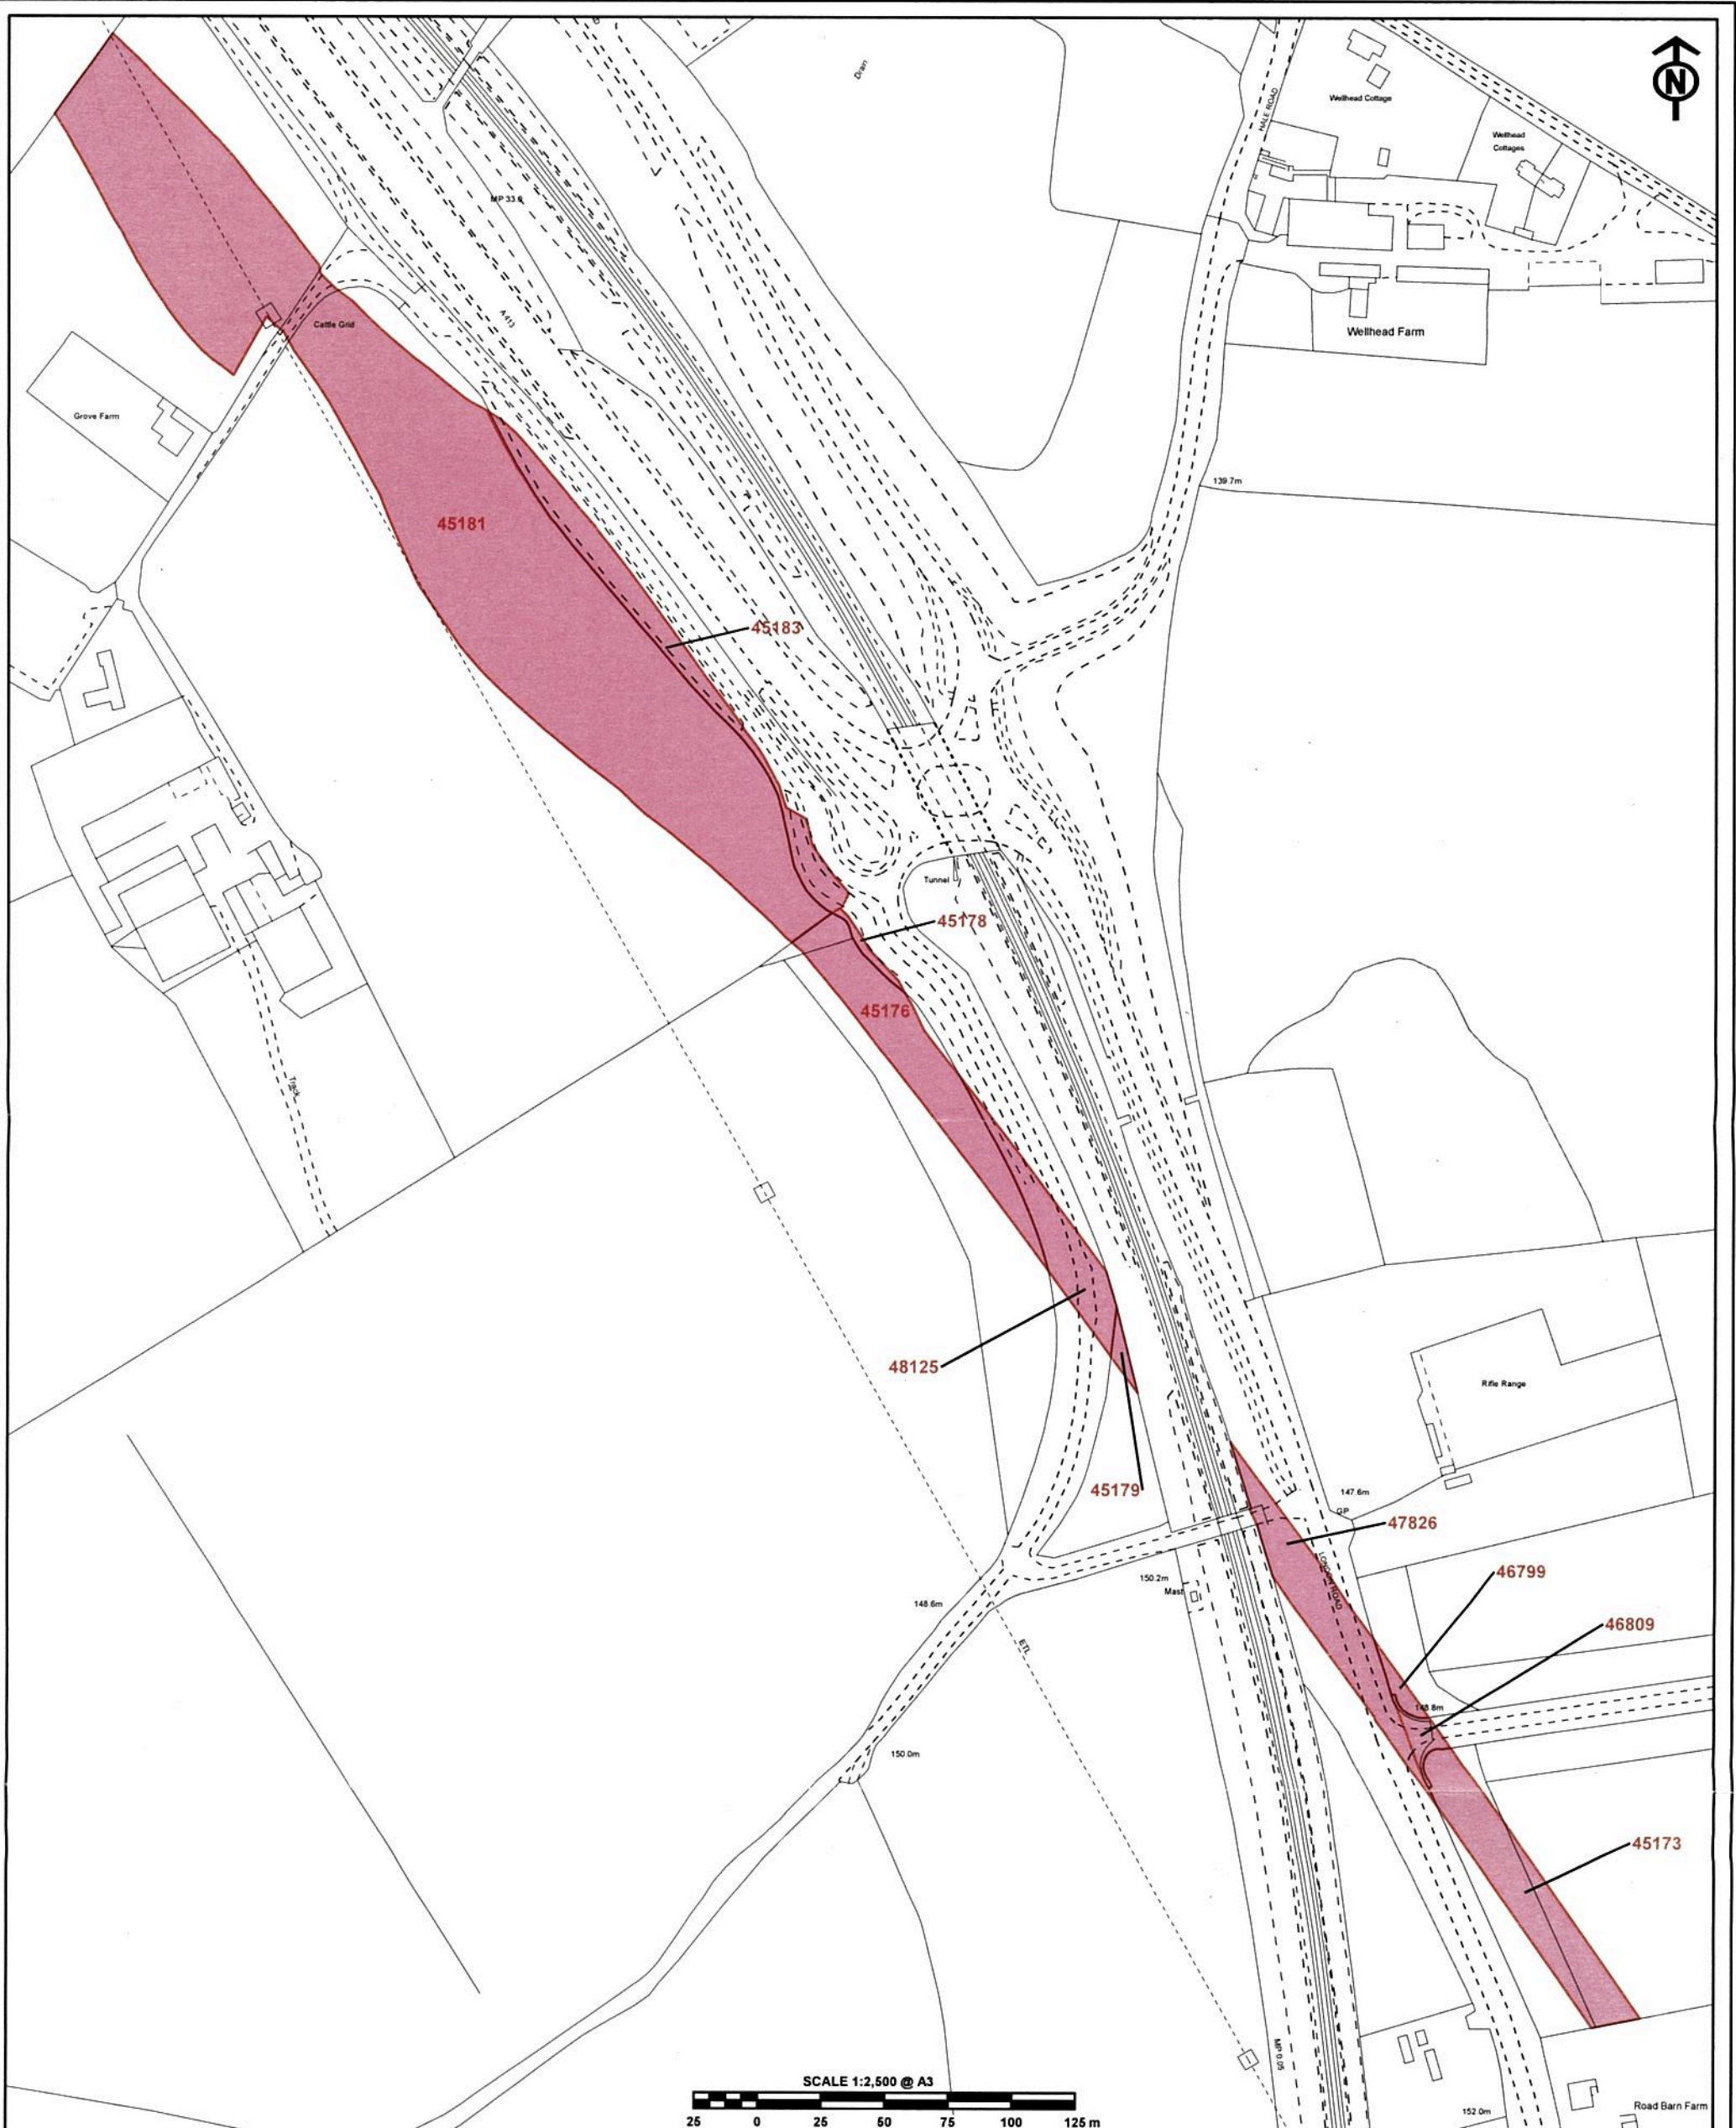 N
Drain
HALE ROAD
Wellhead Cottage
Wellhead
Cottages
MP 33.
A413
Cattle Grid
Wellhead Farm
Grove Farm
139.7m
45181
45183
Tunnel
45178
45176
Track
48125
Rifle Range
45179
147.6m
GP
47826
LONDON ROAD
46799
150.2m
Mast
148.6m
46809
ETL
148.8m
150.0m
45173
MP 0.05
SCALE 1:2,500 @ A3
25 0 25 50 75 100 125 m
152.0m
Road Barn Farm